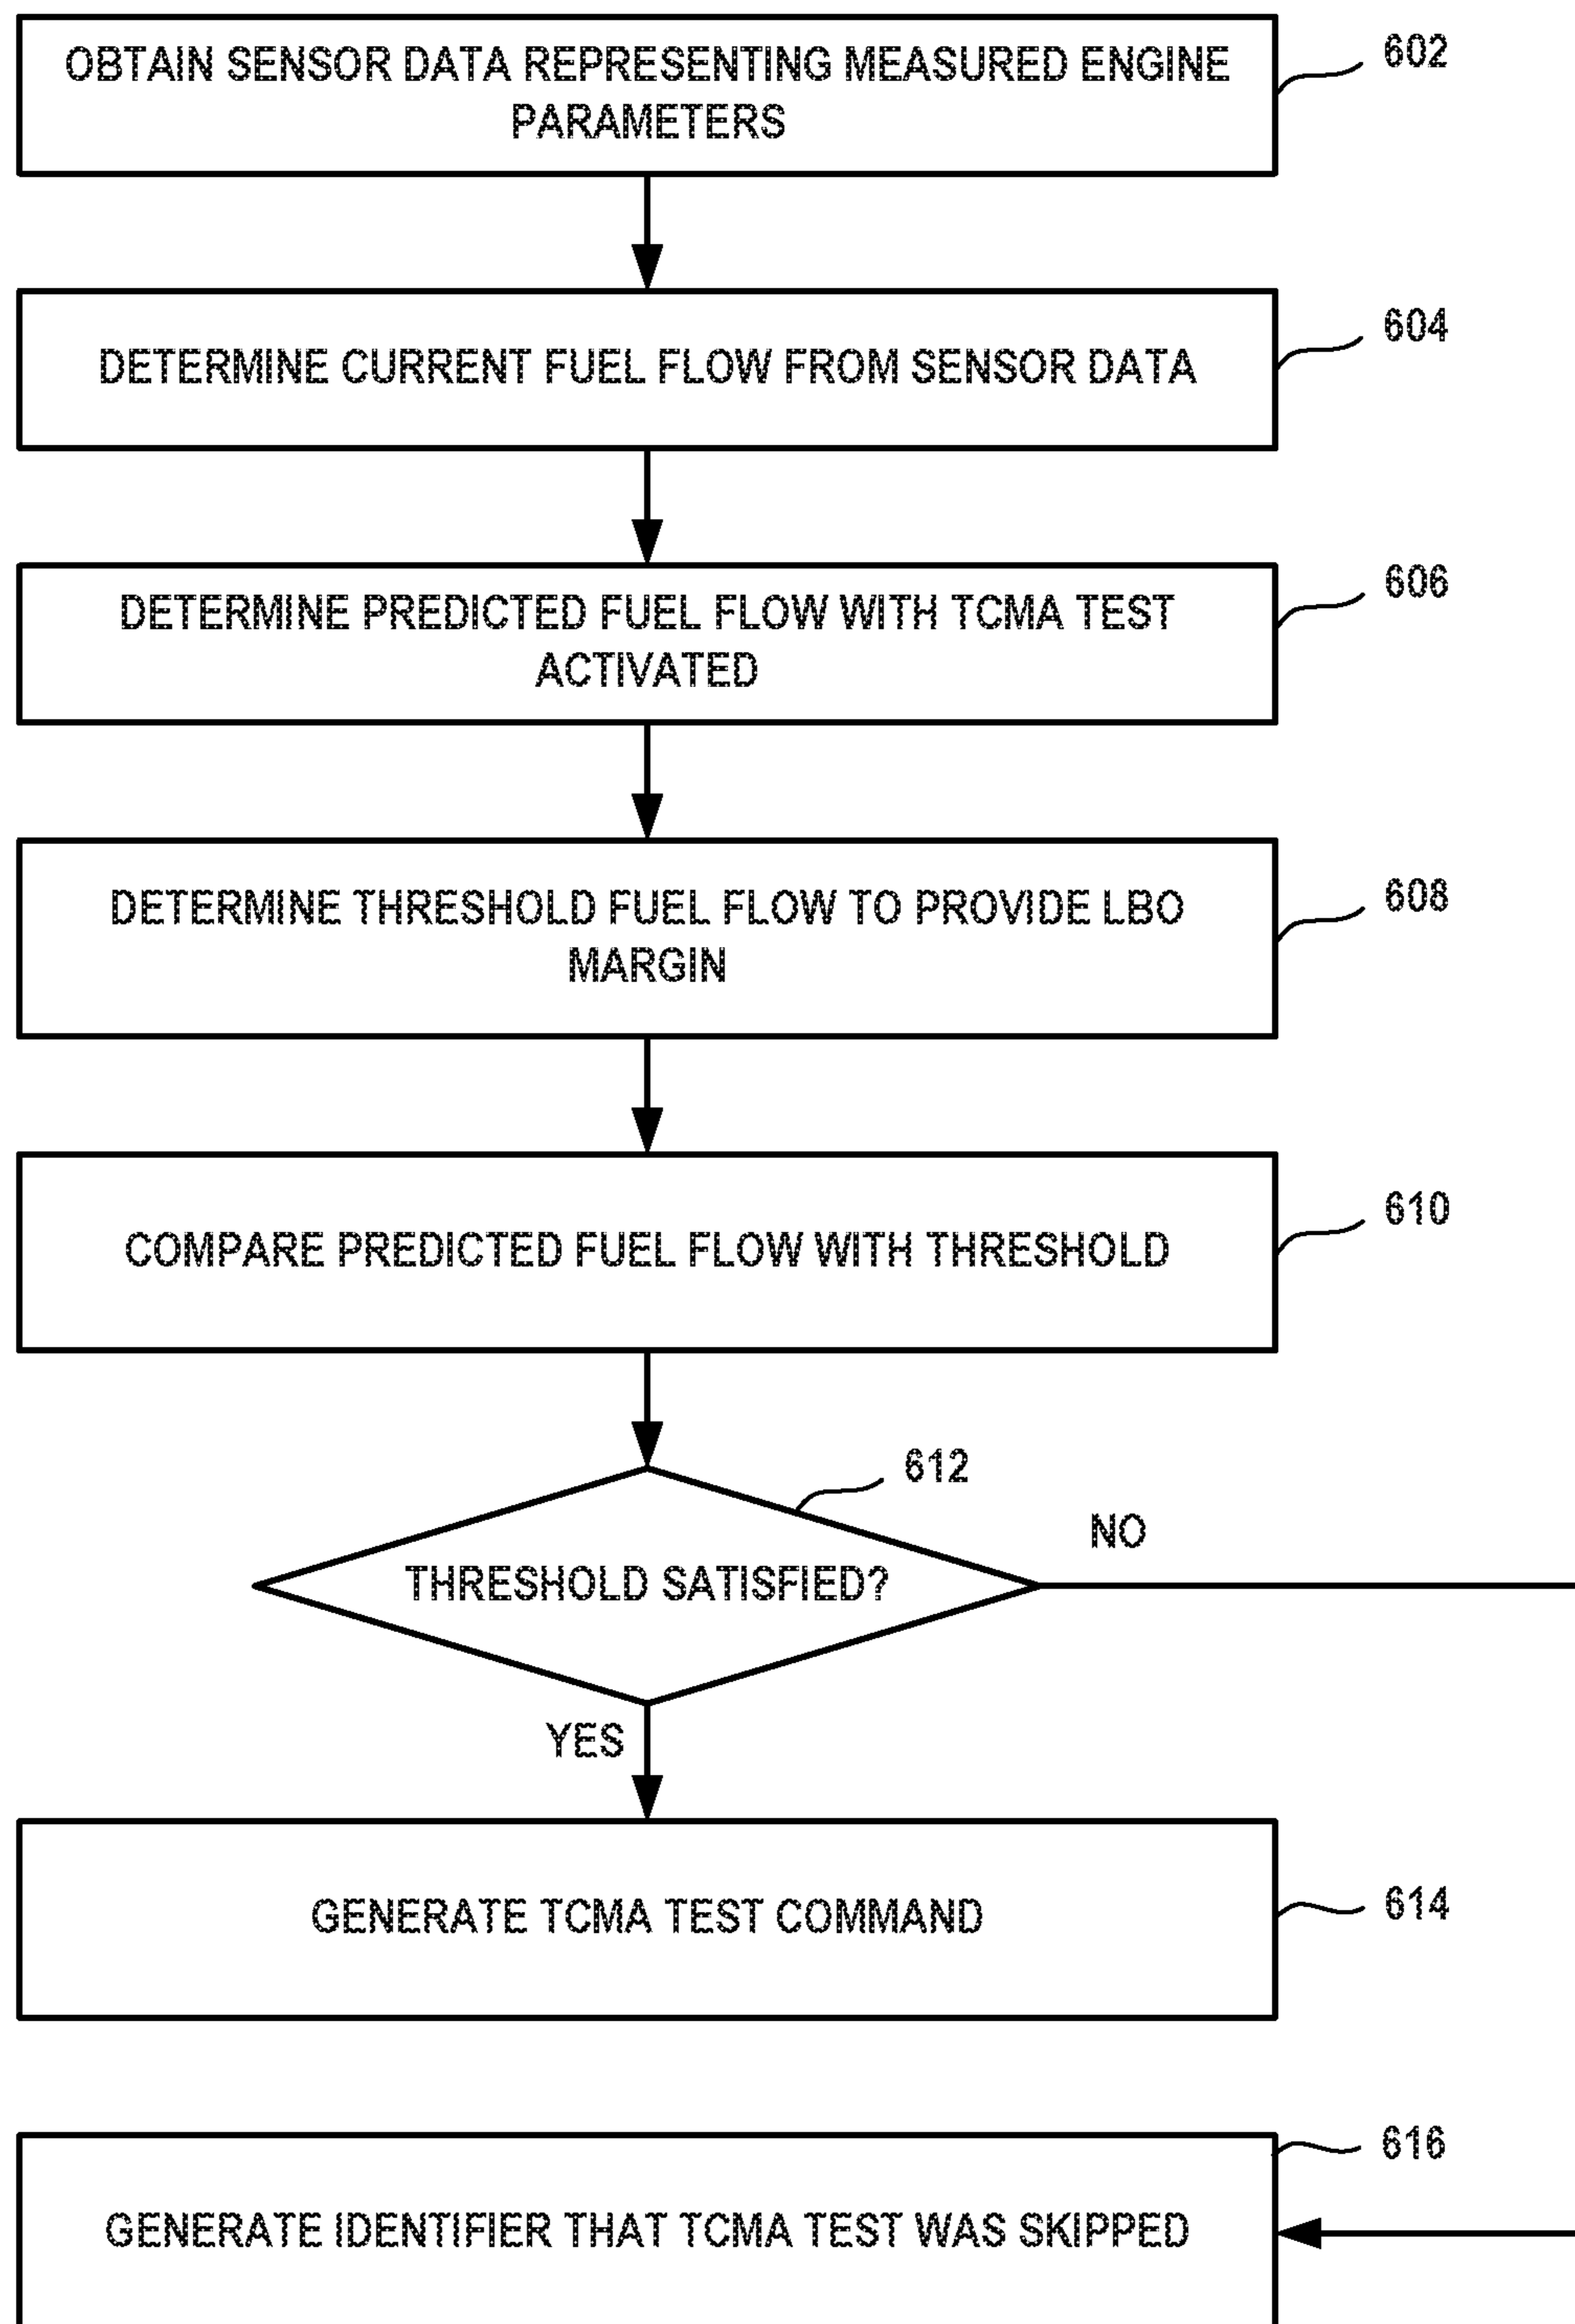 OBTAIN SENSOR DATA REPRESENTING MEASURED ENGINE
PARAMETERS
602
DETERMINE CURRENT FUEL FLOW FROM SENSOR DATA
604
DETERMINE PREDICTED FUEL FLOW WITH TCMA TEST
ACTIVATED
606
DETERMINE THRESHOLD FUEL FLOW TO PROVIDE LBO
MARGIN
608
COMPARE PREDICTED FUEL FLOW WITH THRESHOLD
610
612
THRESHOLD SATISFIED?
NO
YES
GENERATE TCMA TEST COMMAND
614
616
GENERATE IDENTIFIER THAT TCMA TEST WAS SKIPPED